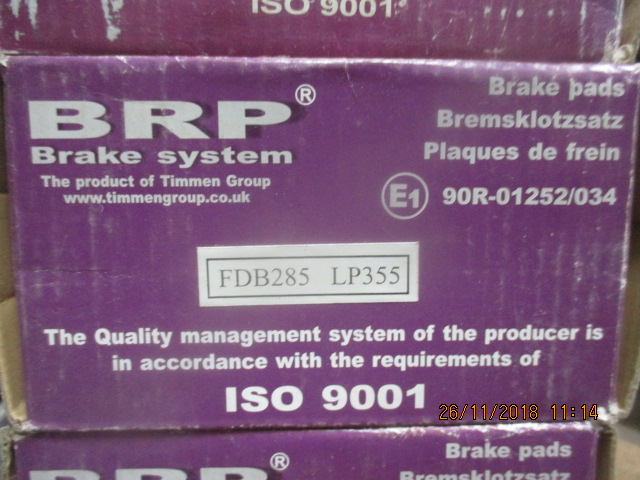 ISO 9001
BRP®
Brake system
The product of Timmen Group
www.timmengroup.co.uk
Brake pads
Bremsklotzsatz
Plaques de frein
E1 90R-01252/034
FDB285 LP355
The Quality management system of the producer is
in accordance with the requirements of
ISO 9001
26/11/2018 11:14
BRP®
Brake pads
Bremsklotzsatz